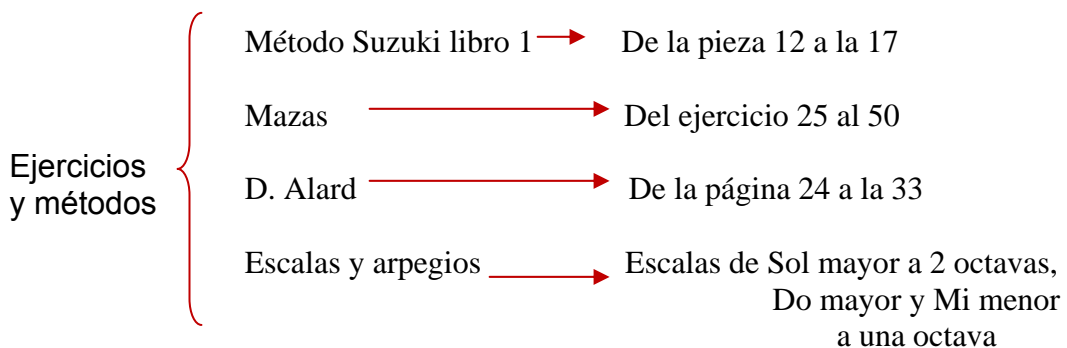 Ejercicios
y métodos
Método Suzuki libro 1 De la pieza 12 a la 17
Mazas Del ejercicio 25 al 50
D. Alard De la página 24 a la 33
Escalas y arpegios Escalas de Sol mayor a 2 octavas,
Do mayor y Mi menor
a una octava